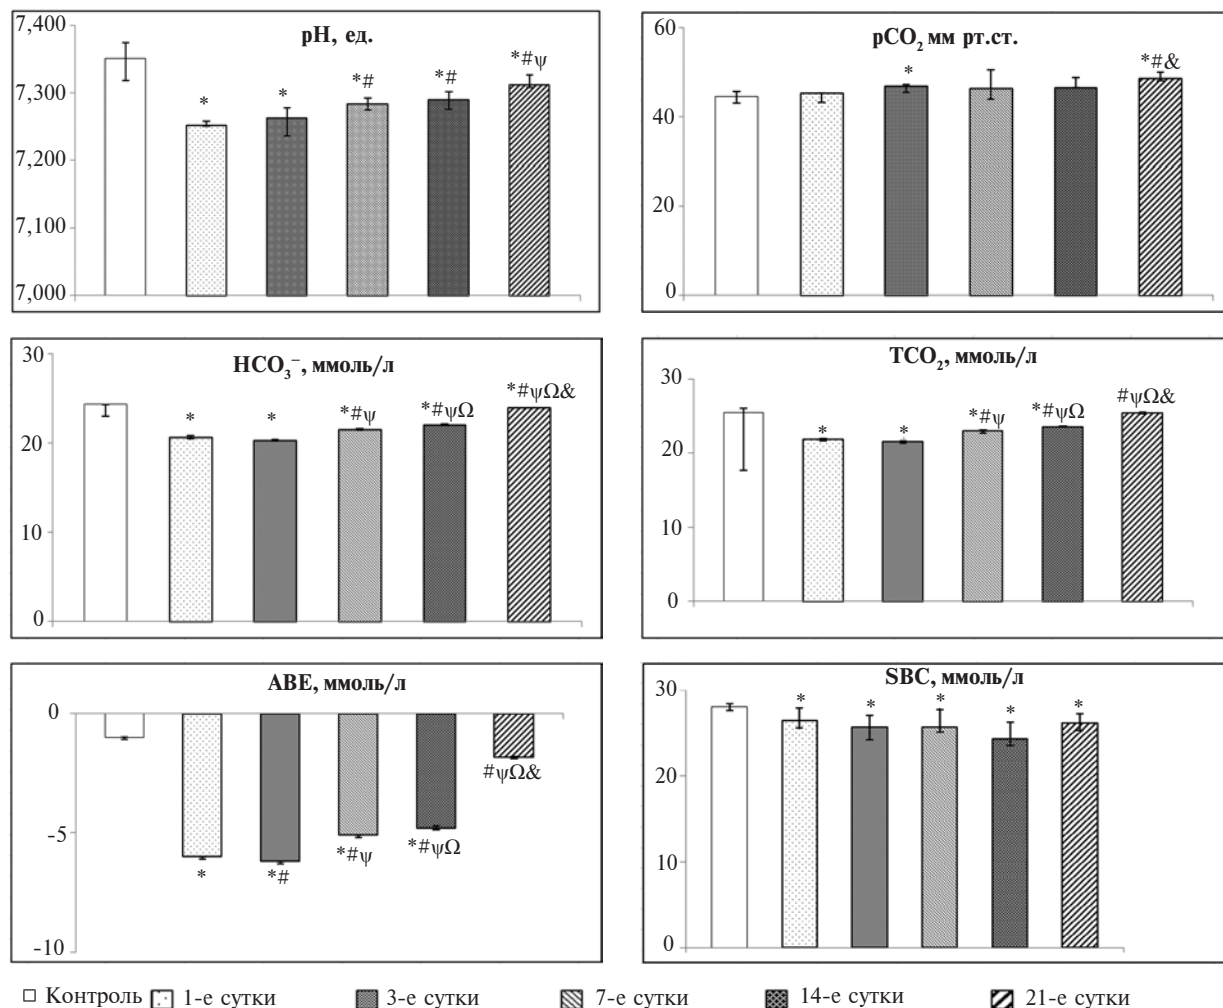 pH, ед.
7,400
7,300
7,200
7,100
7,000
*
*
*#
*#
*#ψ
pCO₂ мм рт.ст.
60
40
20
0
*
*#&
HCO₃⁻, ммоль/л
30
20
10
0
*
*
*#ψ
*#ψΩ
*#ψΩ&
TCO₂, ммоль/л
30
20
10
0
*
*
*#ψ
*#ψΩ
#ψΩ&
ABE, ммоль/л
0
-5
-10
*
*#
*#ψ
*#ψΩ
#ψΩ&
SBC, ммоль/л
30
20
10
0
*
*
*
*
*
Контроль 1-е сутки 3-е сутки 7-е сутки 14-е сутки 21-е сутки